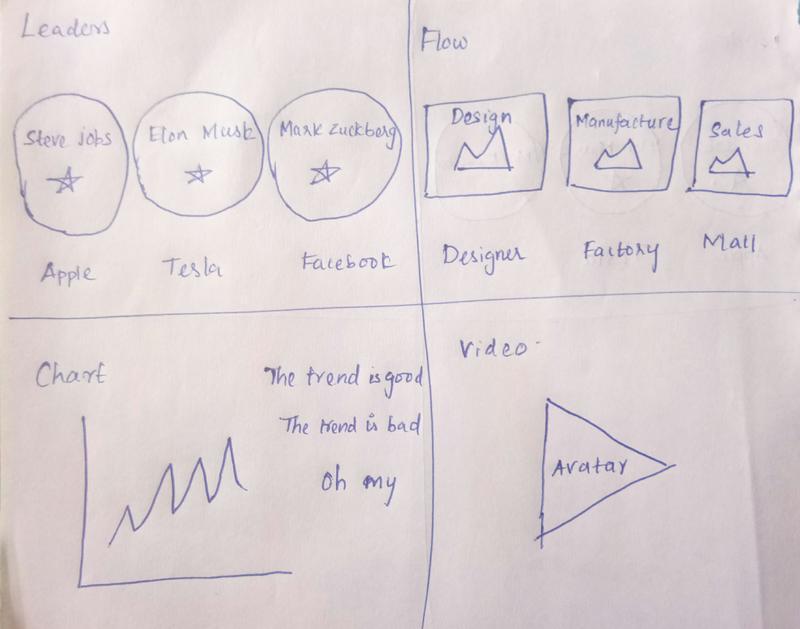 Leaders
Steve jobs
Elon Musk
Mark Zuckberg
Apple
Tesla
Facebook
Flow
Design
Manufacture
Sales
Designer
Factory
Mall
Chart
The trend is good
The trend is bad
Oh my
Video
Avatar